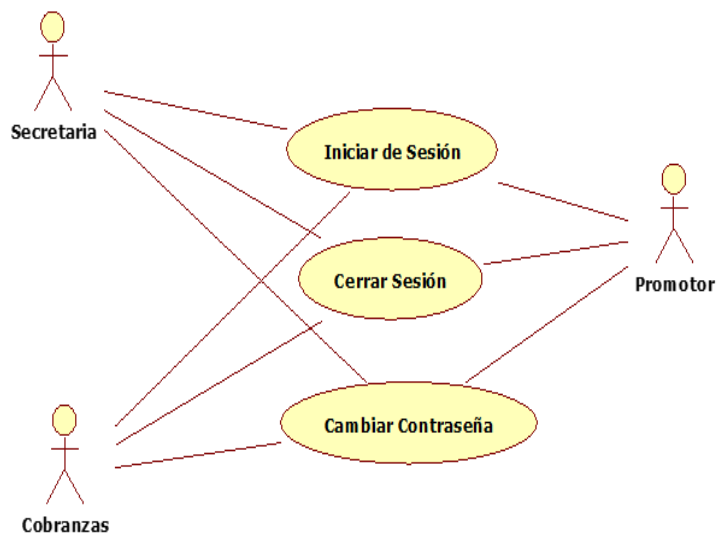 Secretaria
Iniciar de Sesión
Cerrar Sesión
Promotor
Cambiar Contraseña
Cobranzas